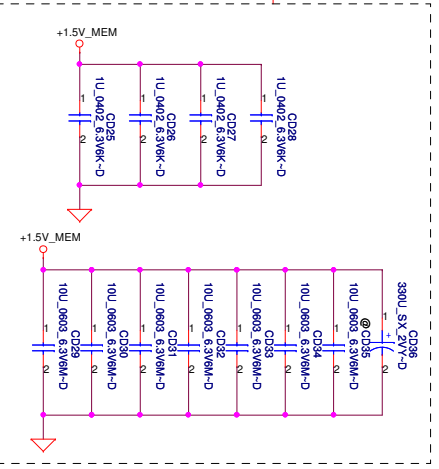 +1.5V_MEM
1
2
1U_0402_6.3V6K~D
CD25
1
2
1U_0402_6.3V6K~D
CD26
1
2
1U_0402_6.3V6K~D
CD27
1
2
1U_0402_6.3V6K~D
CD28
+1.5V_MEM
1
2
10U_0603_6.3V6M~D
CD29
1
2
10U_0603_6.3V6M~D
CD30
1
2
10U_0603_6.3V6M~D
CD31
1
2
10U_0603_6.3V6M~D
CD32
1
2
10U_0603_6.3V6M~D
CD33
1
2
10U_0603_6.3V6M~D
CD34
1
2
10U_0603_6.3V6M~D
@CD35
1
+
2
330U_SX_2VY~D
CD36